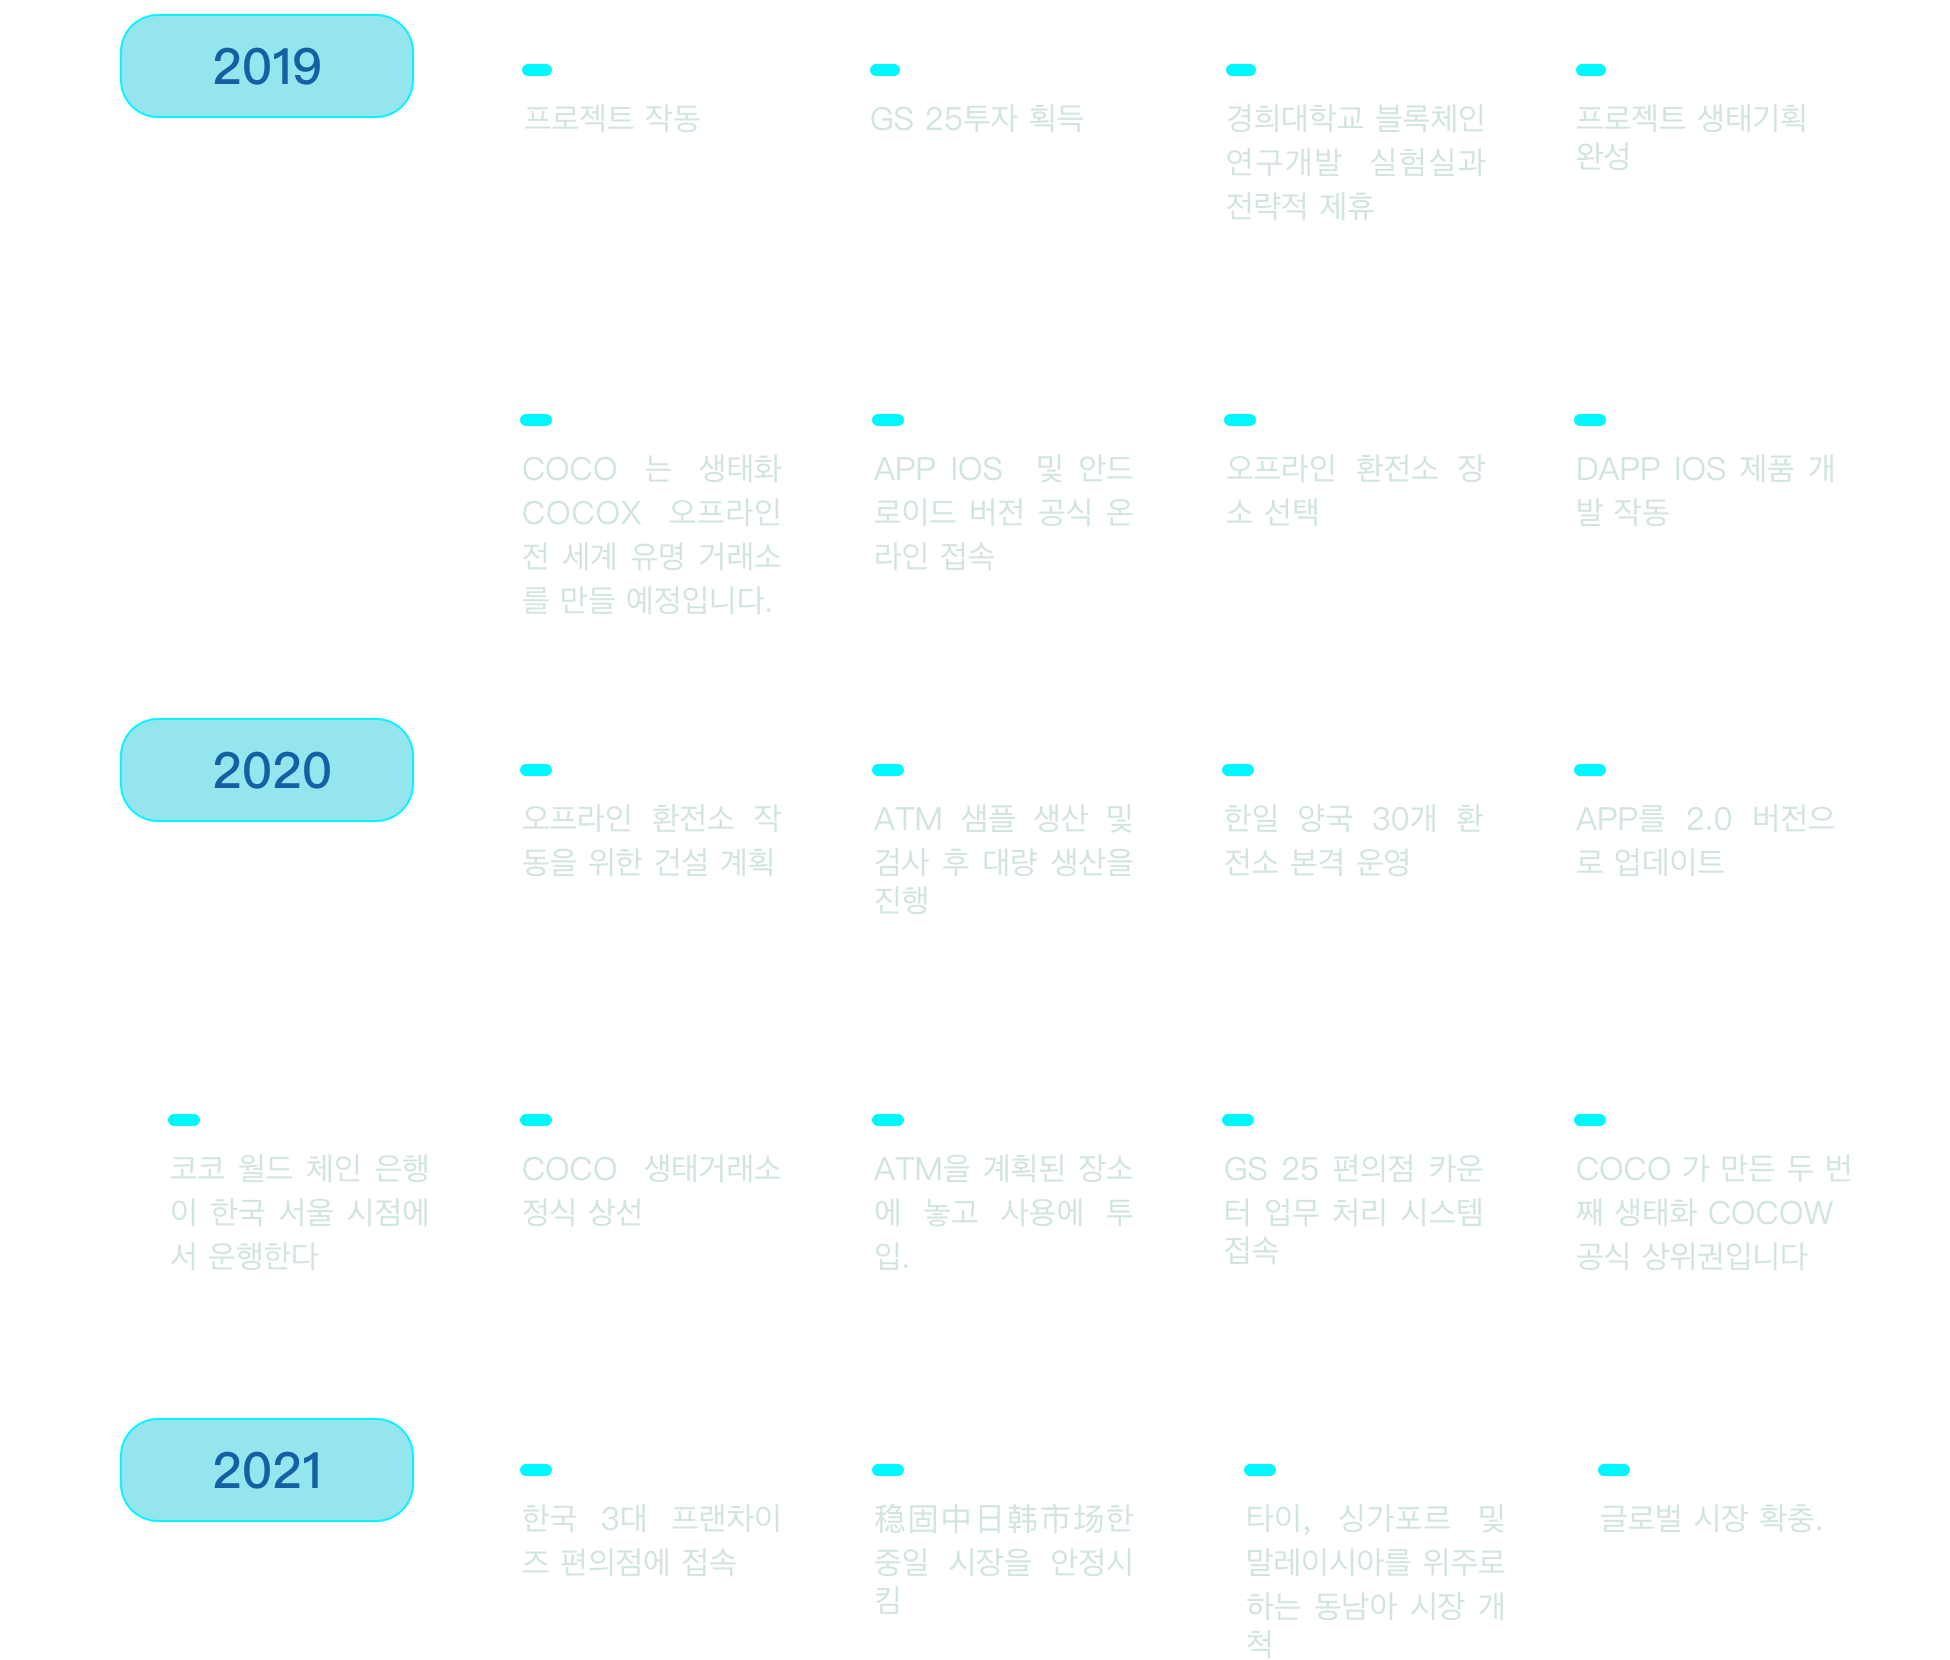 2019
프로젝트 작동
GS 25투자 획득
경희대학교 블록체인
연구개발 실험실과
전략적 제휴
프로젝트 생태기획
완성
COCO 는 생태화
COCOX 오프라인
전 세계 유명 거래소
를 만들 예정입니다.
APP IOS 및 안드
로이드 버전 공식 온
라인 접속
오프라인 환전소 장
소 선택
DAPP IOS 제품 개
발 작동
2020
오프라인 환전소 작
동을 위한 건설 계획
ATM 샘플 생산 및
검사 후 대량 생산을
진행
한일 양국 30개 환
전소 본격 운영
APP를 2.0 버전으
로 업데이트
코코 월드 체인 은행
이 한국 서울 시점에
서 운행한다
COCO 생태거래소
정식 상선
ATM을 계획된 장소
에 놓고 사용에 투
입.
GS 25 편의점 카운
터 업무 처리 시스템
접속
COCO 가 만든 두 번
째 생태화 COCOW
공식 상위권입니다
2021
한국 3대 프랜차이
즈 편의점에 접속
稳固中日韩市场한
중일 시장을 안정시
킴
타이, 싱가포르 및
말레이시아를 위주로
하는 동남아 시장 개
척
글로벌 시장 확충.